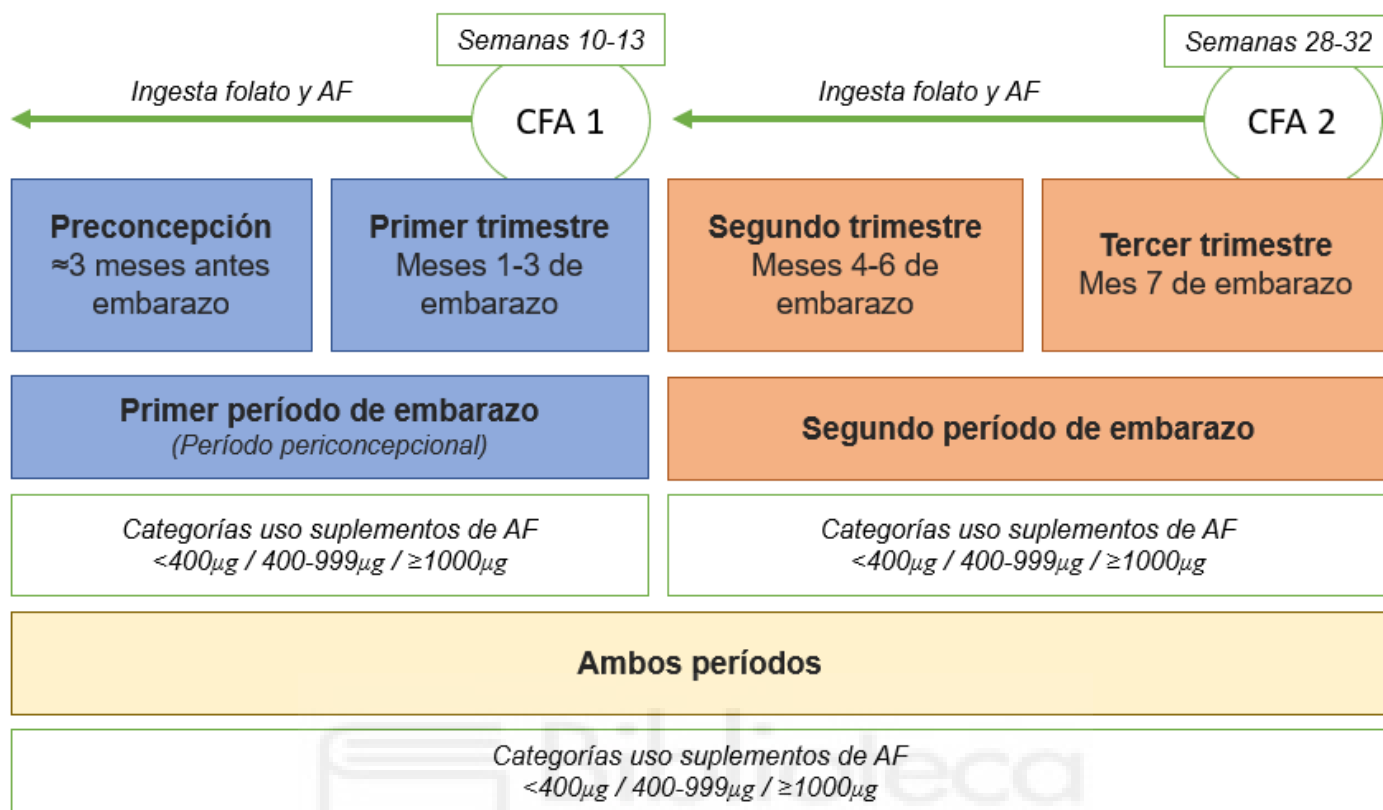 Semanas 10-13
Semanas 28-32
Ingesta folato y AF
CFA 1
Ingesta folato y AF
CFA 2
Preconcepción
≈3 meses antes
embarazo
Primer trimestre
Meses 1-3 de
embarazo
Segundo trimestre
Meses 4-6 de
embarazo
Tercer trimestre
Mes 7 de embarazo
Primer período de embarazo
(Período periconcepcional)
Segundo período de embarazo
Categorías uso suplementos de AF
<400µg / 400-999µg / ≥1000µg
Categorías uso suplementos de AF
<400µg / 400-999µg / ≥1000µg
Ambos períodos
Biblioteca
Categorías uso suplementos de AF
<400µg / 400-999µg / ≥1000µg